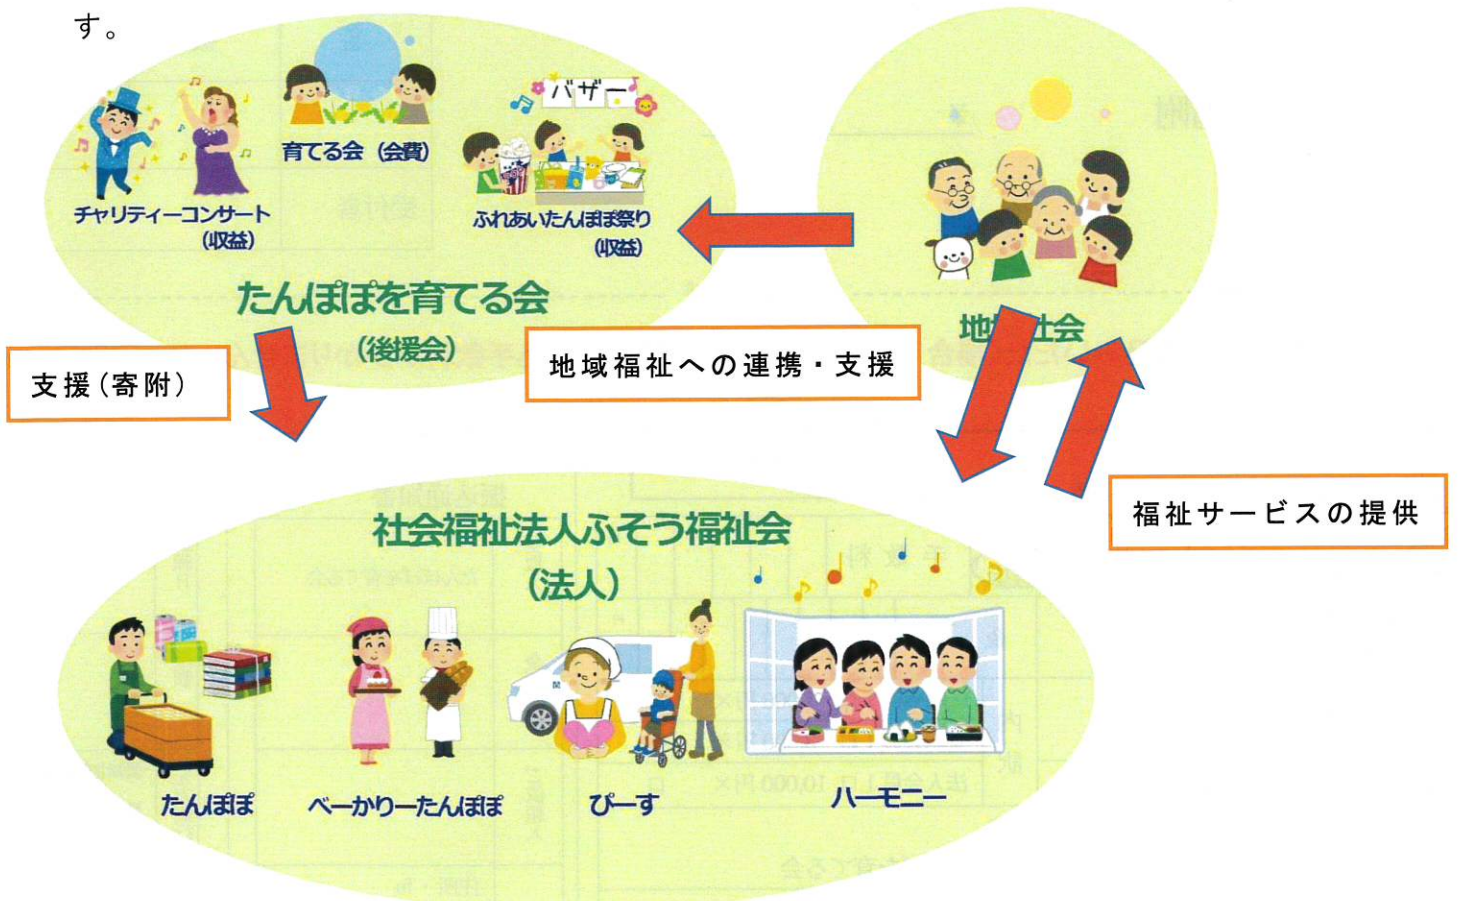 す。
バザー
育てる会（会費）
チャリティーコンサート
（収益）
ふれあいたんぽぽ祭り
（収益）
たんぽぽを育てる会
（後援会）
地域社会
支援（寄附）
地域福祉への連携・支援
福祉サービスの提供
社会福祉法人ふそう福祉会
（法人）
たんぽぽ
べーかりーたんぽぽ
ぴーす
ハーモニー